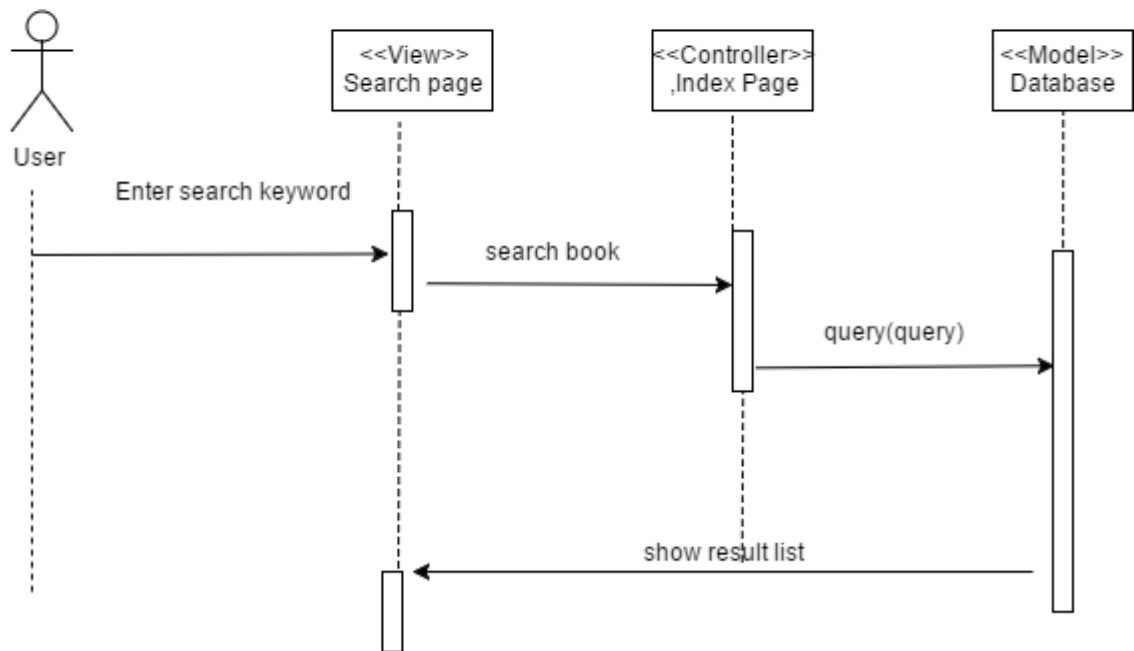 <<View>>
Search page
<<Controller>>
,Index Page
<<Model>>
Database
User
Enter search keyword
search book
query(query)
show result list